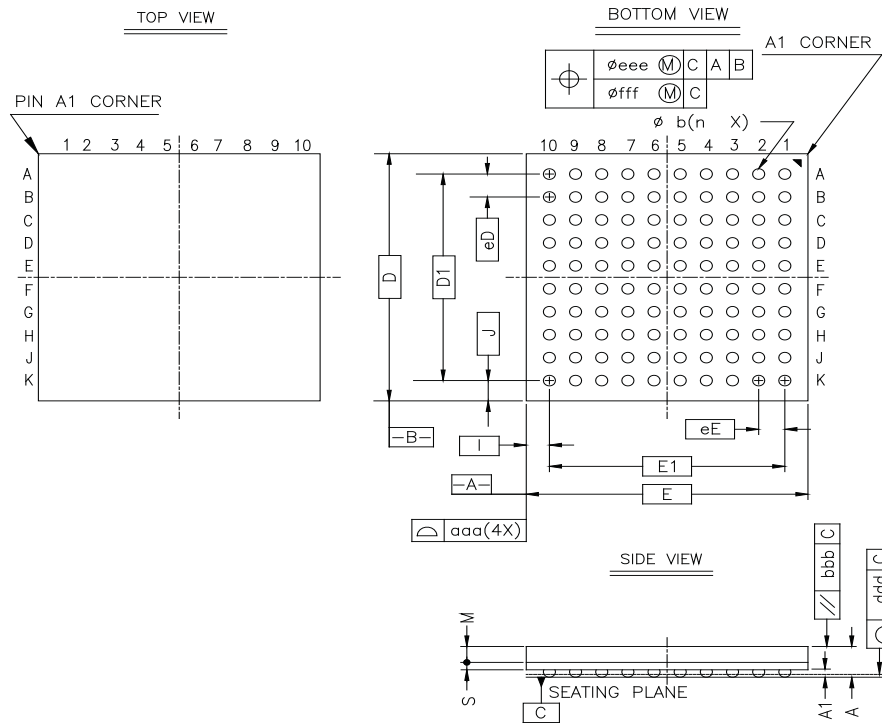 TOP VIEW
PIN A1 CORNER
1 2 3 4 5 6 7 8 9 10
A
B
C
D
E
F
G
H
J
K
BOTTOM VIEW
A1 CORNER
øeee Ⓜ C A B
øfff Ⓜ C
ø b(n X)
10 9 8 7 6 5 4 3 2 1
A
B
C
D
E
F
G
H
J
K
eD
D1
D
J
-B-
I
-A-
eE
E1
E
aaa(4X)
SIDE VIEW
// bbb C
ddd C
M
S
SEATING PLANE
C
A1
A